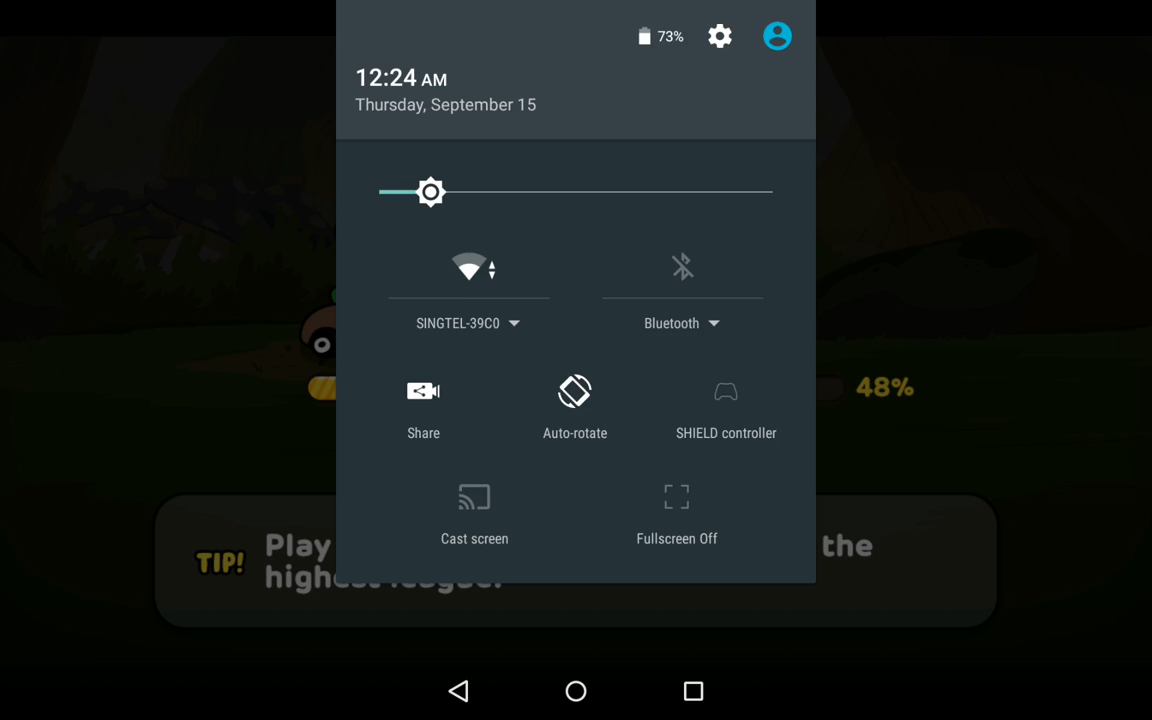 73%
12:24 AM
Thursday, September 15
SINGTEL-39C0
Bluetooth
Share
Auto-rotate
SHIELD controller
48%
Cast screen
Fullscreen Off
TIP!
Play the
league.